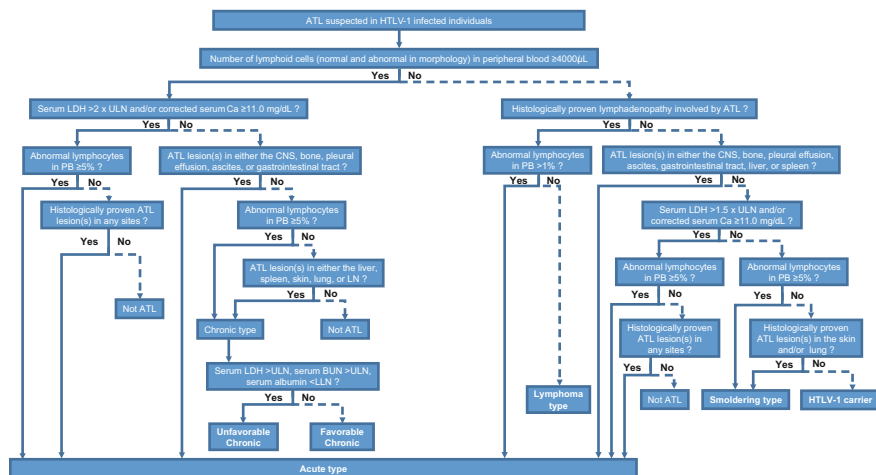 ATL suspected in HTLV-1 infected individuals
Number of lymphoid cells (normal and abnormal in morphology) in peripheral blood ≥4000μL
Yes No
Serum LDH >2 x ULN and/or corrected serum Ca ≥11.0 mg/dL ?
Histologically proven lymphadenopathy involved by ATL ?
Yes No
Yes No
Abnormal lymphocytes
in PB ≥5% ?
ATL lesion(s) in either the CNS, bone, pleural
effusion, ascites, or gastrointestinal tract ?
Abnormal lymphocytes
in PB >1% ?
ATL lesion(s) in either the CNS, bone, pleural effusion,
ascites, gastrointestinal tract, liver, or spleen ?
Yes No
Yes No
Yes No
Yes No
Histologically proven ATL
lesion(s) in any sites ?
Abnormal lymphocytes
in PB ≥5% ?
Serum LDH >1.5 x ULN and/or
corrected serum Ca ≥11.0 mg/dL ?
Yes No
Yes No
Yes No
ATL lesion(s) in either the liver,
spleen, skin, lung, or LN ?
Abnormal lymphocytes
in PB ≥5% ?
Abnormal lymphocytes
in PB ≥5% ?
Yes No
Yes No
Yes No
Not ATL
Chronic type
Not ATL
Histologically proven
ATL lesion(s) in
any sites ?
Histologically proven
ATL lesion(s) in the skin
and/or lung ?
Yes No
Yes No
Serum LDH >ULN, serum BUN >ULN,
serum albumin <LLN ?
Yes No
Lymphoma
type
Not ATL
Smoldering type
HTLV-1 carrier
Unfavorable
Chronic
Favorable
Chronic
Acute type